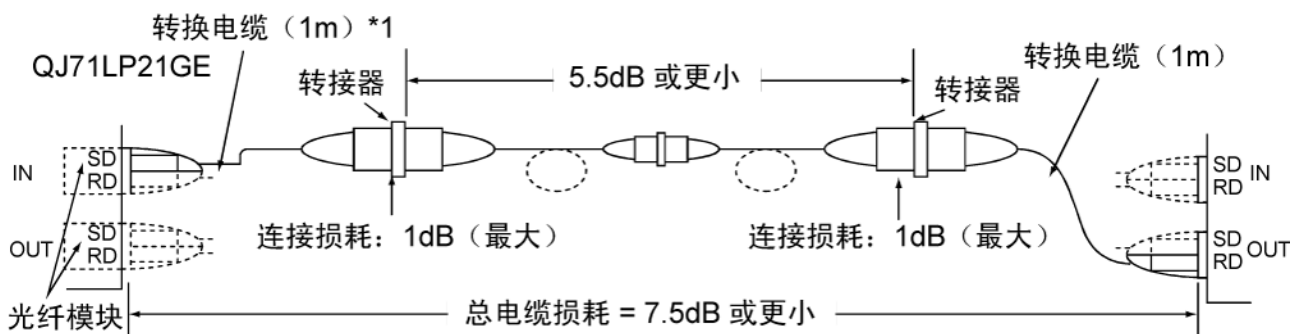 转换电缆（1m）*1
QJ71LP21GE
转接器
5.5dB 或更小
转换电缆（1m）
转接器
IN
SD
RD
SD
RD
IN
连接损耗：1dB（最大）
连接损耗：1dB（最大）
OUT
SD
RD
SD
RD
OUT
光纤模块
总电缆损耗 = 7.5dB 或更小